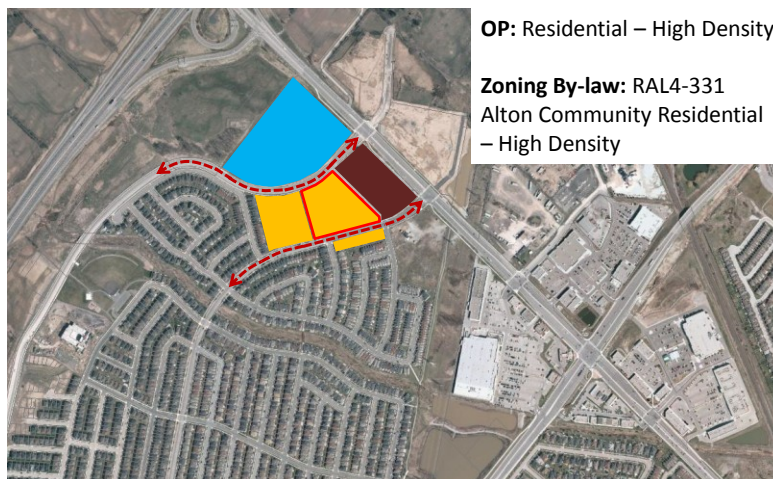 OP: Residential – High Density
Zoning By-law: RAL4-331
Alton Community Residential
– High Density